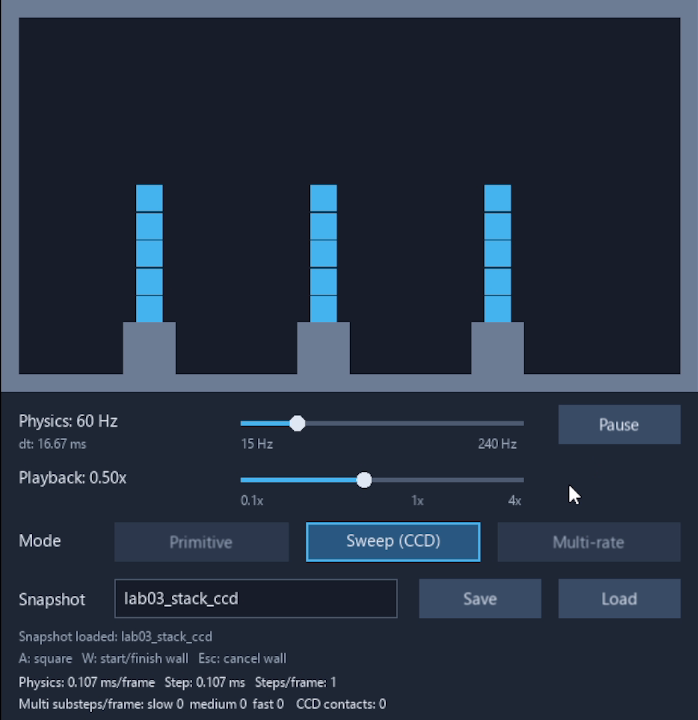 Physics: 60 Hz
Pause
dt: 16.67 ms
15 Hz
240 Hz
Playback: 0.50x
0.1x
1x
4x
Mode
Primitive
Sweep (CCD)
Multi-rate
Snapshot
lab03_stack_ccd
Save
Load
Snapshot loaded: lab03_stack_ccd
A: square   W: start/finish wall   Esc: cancel wall
Physics: 0.107 ms/frame   Step: 0.107 ms   Steps/frame: 1
Multi substeps/frame: slow 0  medium 0  fast 0   CCD contacts: 0